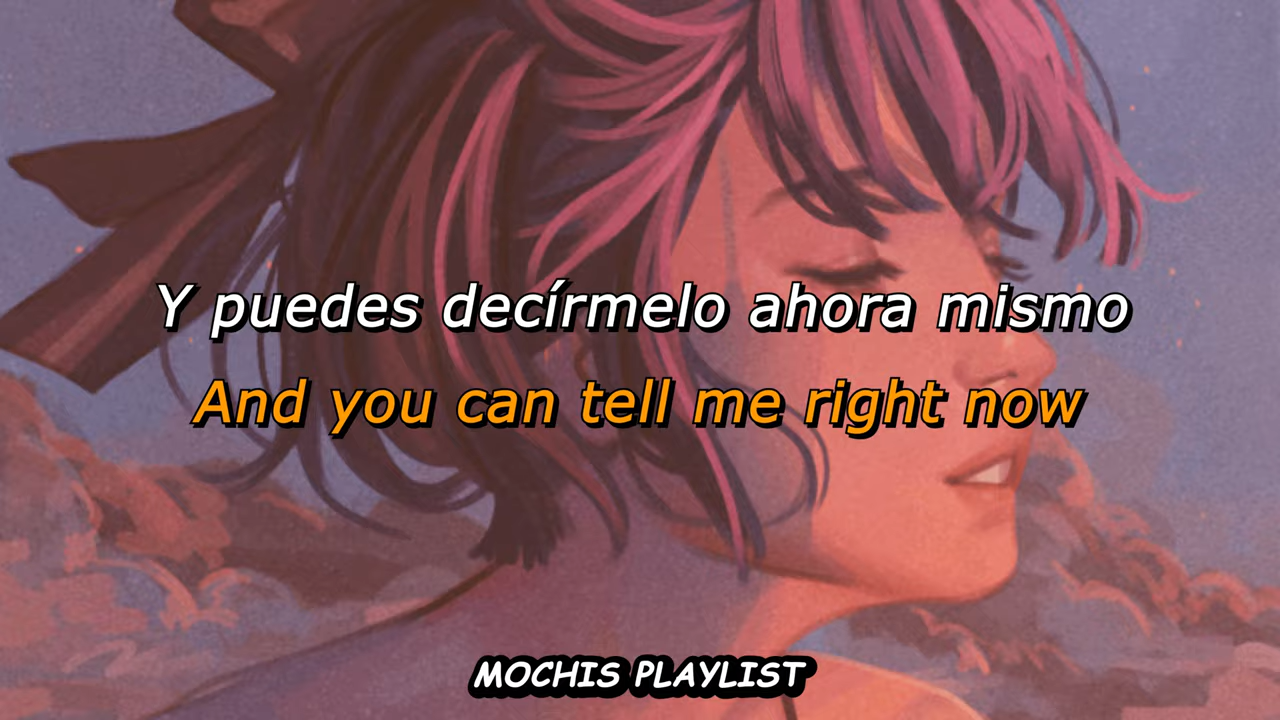 Y puedes decírmelo ahora mismo
And you can tell me right now
MOCHIS PLAYLIST